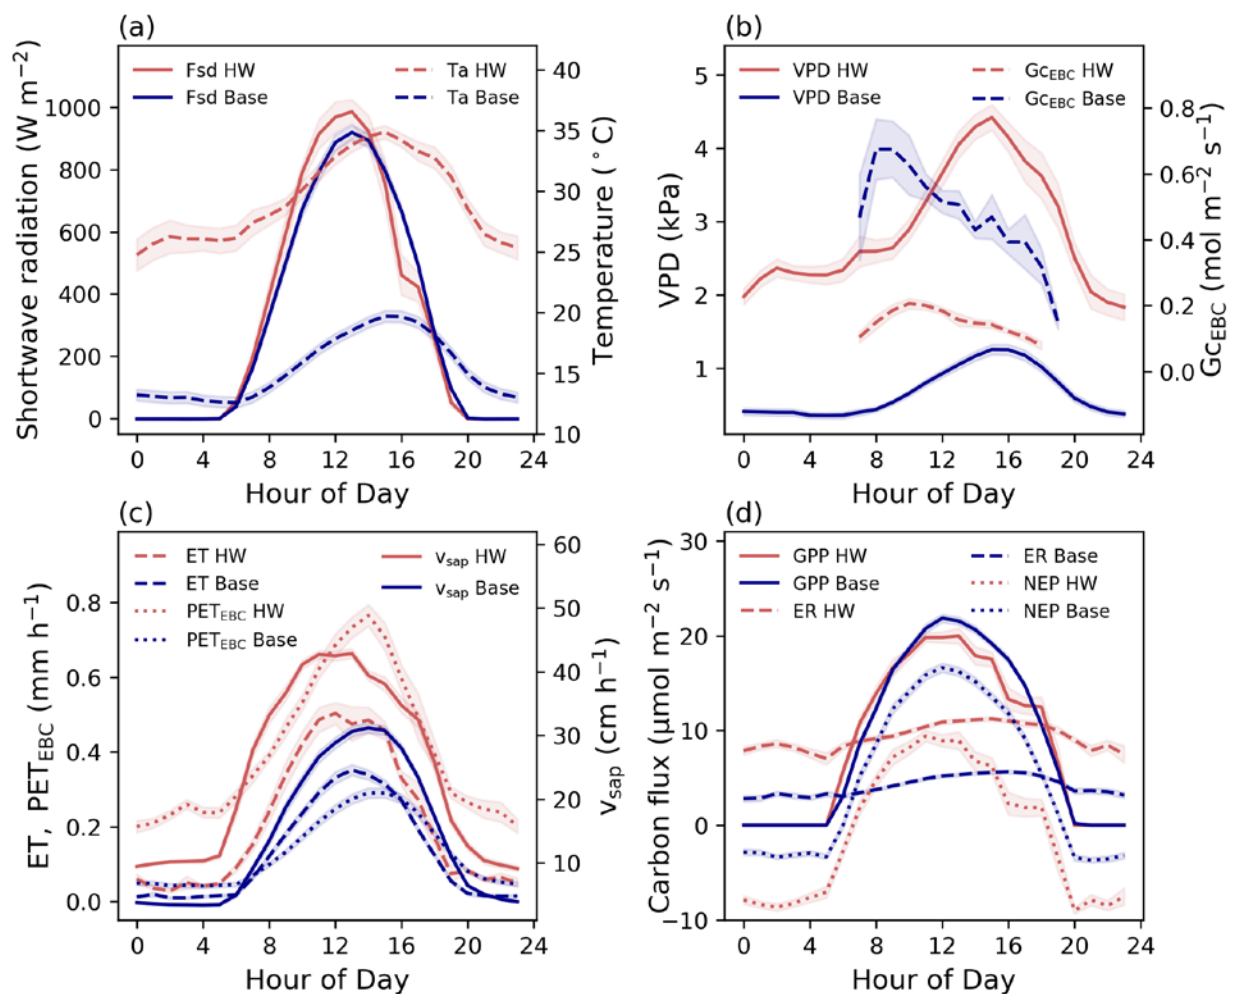 (a)
Shortwave radiation (W m⁻²)
Fsd HW
Fsd Base
Ta HW
Ta Base
1000
800
600
400
200
0
40
35
30
25
20
15
10
Temperature (°C)
0 4 8 12 16 20 24
Hour of Day
(b)
VPD (kPa)
VPD HW
VPD Base
Gc_EBC HW
Gc_EBC Base
5
4
3
2
1
0.8
0.6
0.4
0.2
0.0
Gc_EBC (mol m⁻² s⁻¹)
0 4 8 12 16 20 24
Hour of Day
(c)
ET, PET_EBC (mm h⁻¹)
ET HW
ET Base
PET_EBC HW
PET_EBC Base
v_sap HW
v_sap Base
0.8
0.6
0.4
0.2
0.0
60
50
40
30
20
10
v_sap (cm h⁻¹)
0 4 8 12 16 20 24
Hour of Day
(d)
Carbon flux (μmol m⁻² s⁻¹)
GPP HW
GPP Base
ER HW
ER Base
NEP HW
NEP Base
30
20
10
0
−10
0 4 8 12 16 20 24
Hour of Day